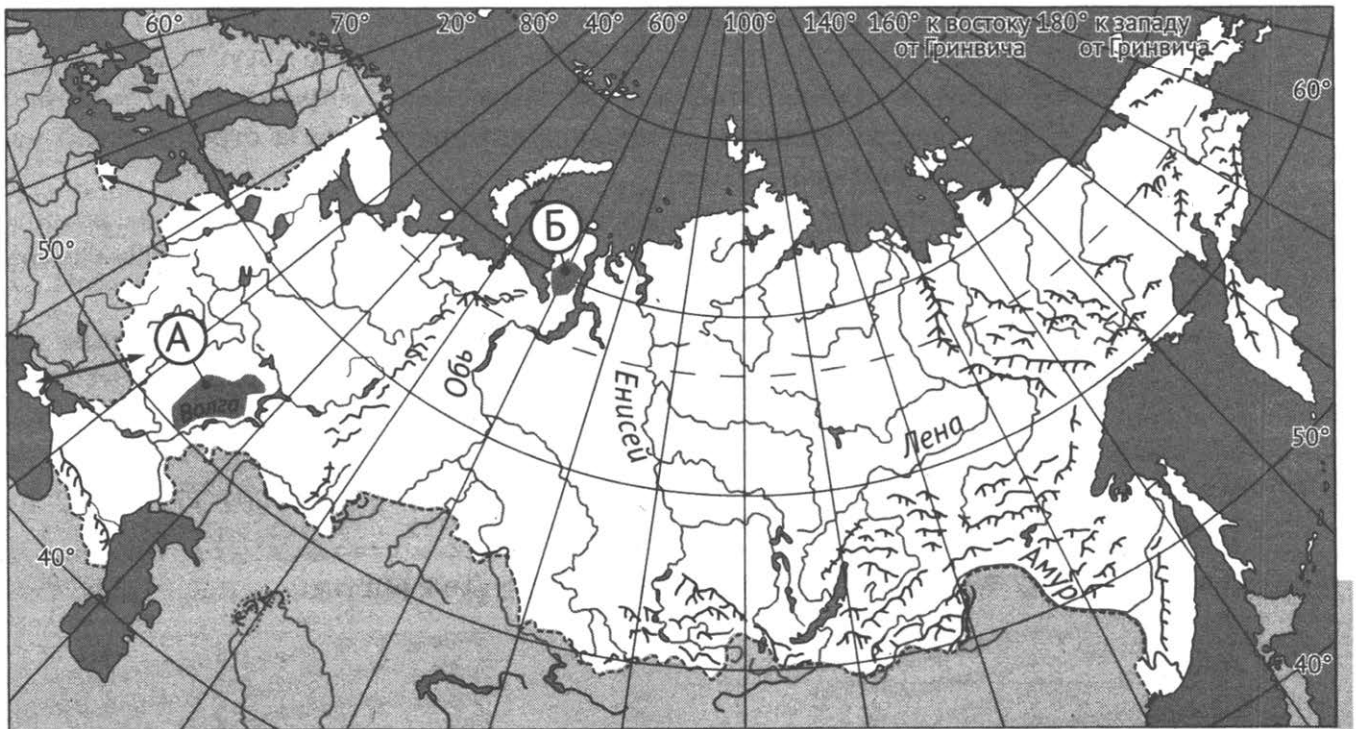 60° 70° 20° 80° 40° 60° 100° 140° 160° к востоку 180° к западу
от Гринвича от Гринвича
60°
Б
50°
А
Волга
Обь
Енисей
Лена
50°
40°
Амур
40°